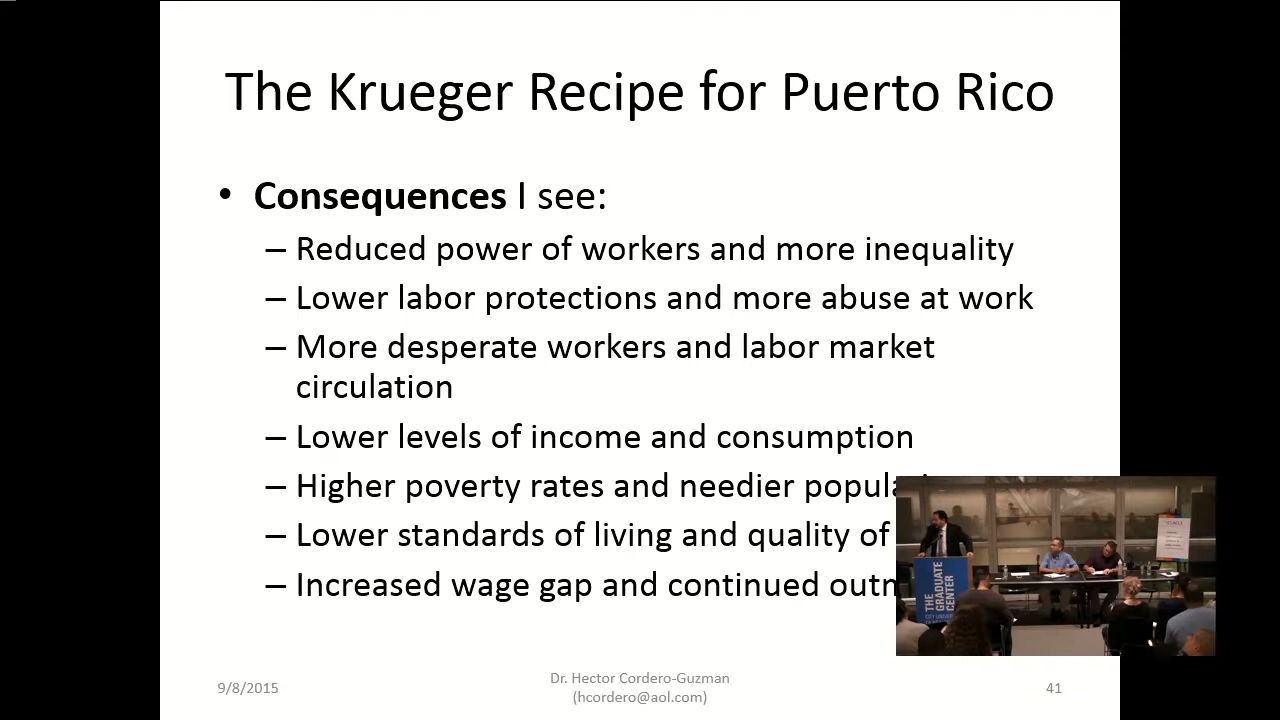 The Krueger Recipe for Puerto Rico
• Consequences I see:
– Reduced power of workers and more inequality
– Lower labor protections and more abuse at work
– More desperate workers and labor market
circulation
– Lower levels of income and consumption
– Higher poverty rates and needier
– Lower standards of living and quality of
– Increased wage gap and continued
THE
GRADUATE
CENTER
9/8/2015
Dr. Hector Cordero-Guzman
(hcordero@aol.com)
41